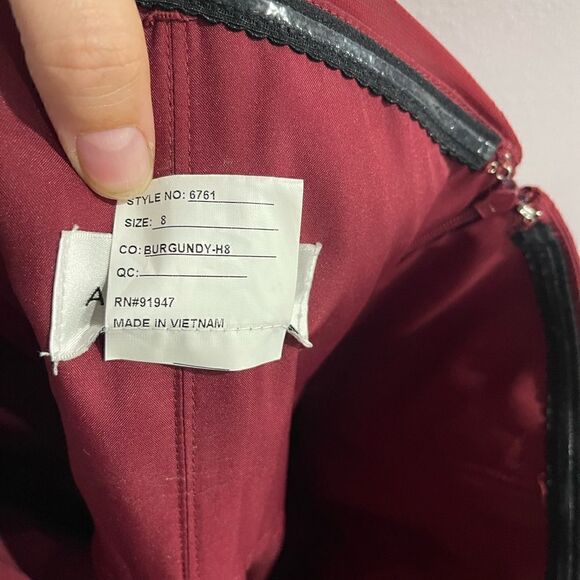 STYLE NO: 6761
SIZE: 8
CO: BURGUNDY-H8
QC:
RN#91947
MADE IN VIETNAM
A